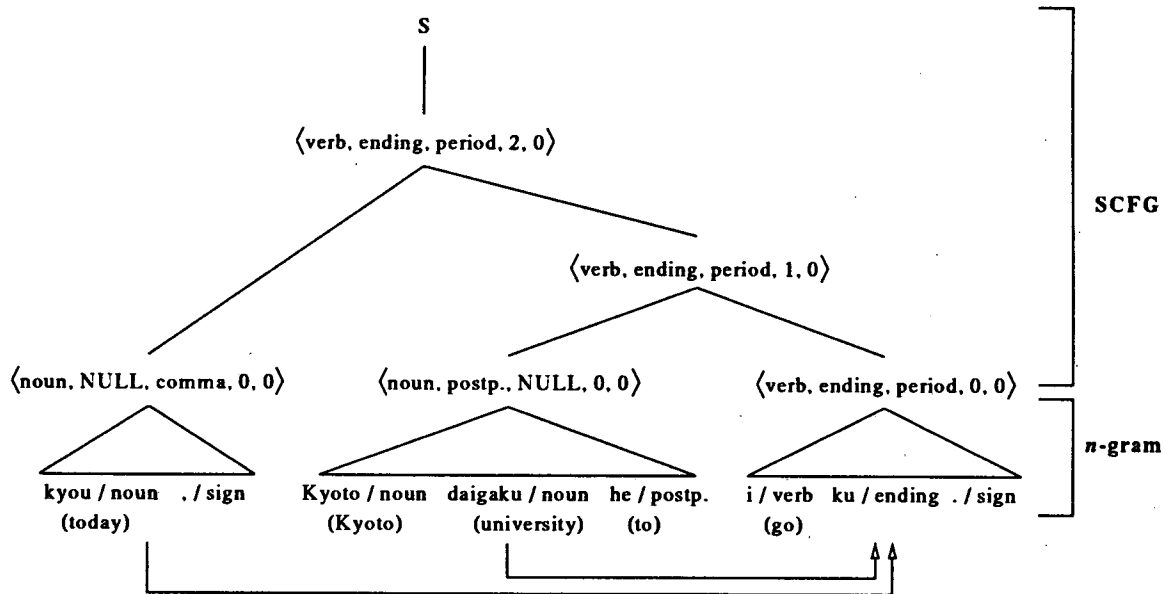 S
⟨verb, ending, period, 2, 0⟩
SCFG
⟨verb, ending, period, 1, 0⟩
⟨noun, NULL, comma, 0, 0⟩ ⟨noun, postp., NULL, 0, 0⟩ ⟨verb, ending, period, 0, 0⟩
n-gram
kyou / noun , / sign Kyoto / noun daigaku / noun he / postp. i / verb ku / ending . / sign
(today) (Kyoto) (university) (to) (go)